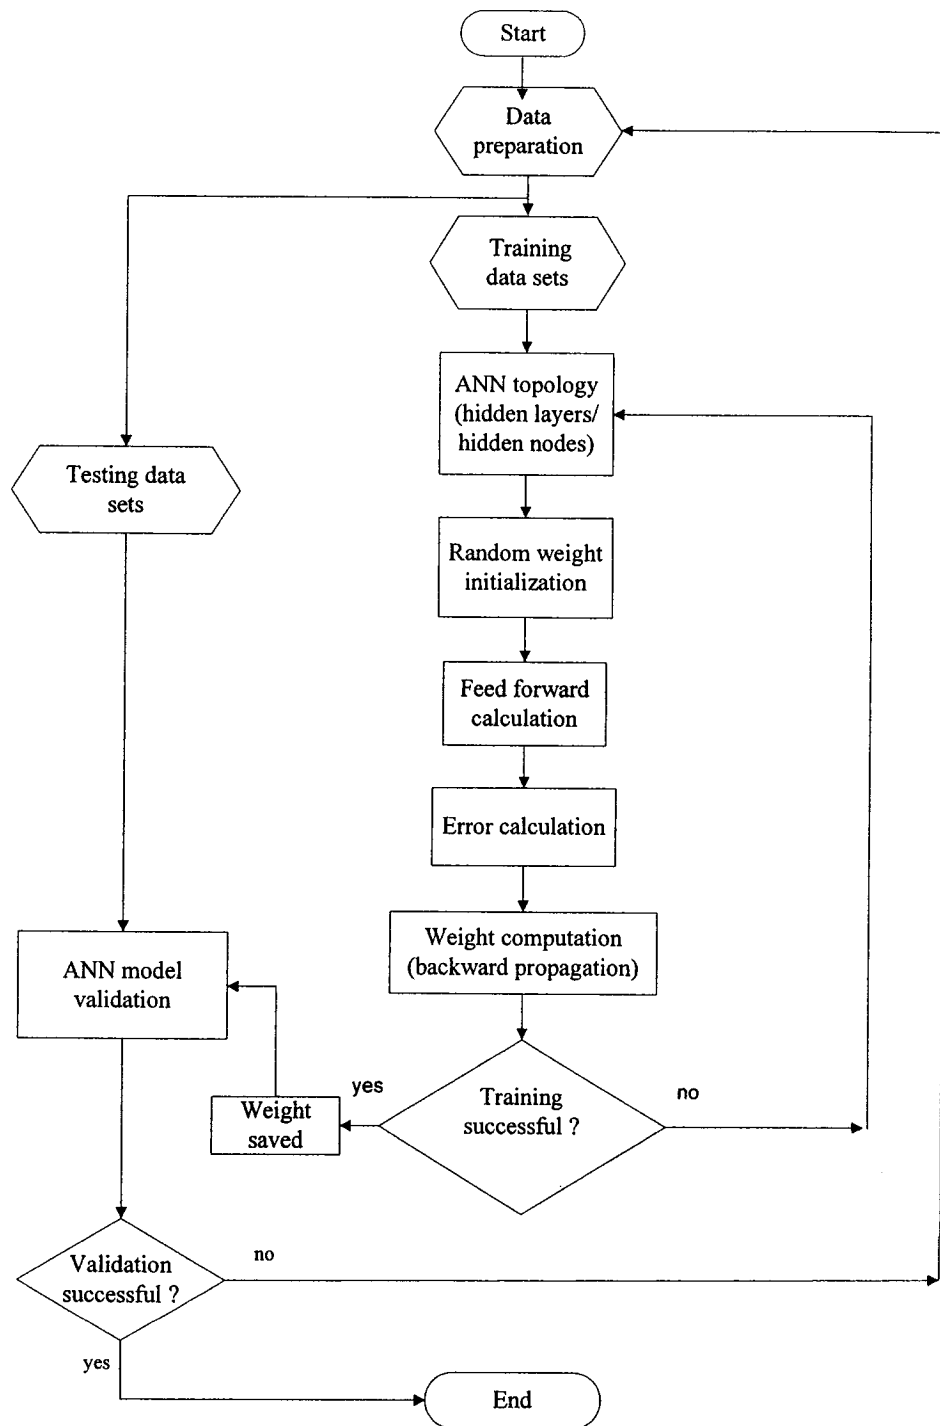 Start
Data
preparation
Training
data sets
ANN topology
(hidden layers/
hidden nodes)
Testing data
sets
Random weight
initialization
Feed forward
calculation
Error calculation
Weight computation
(backward propagation)
ANN model
validation
yes
Training
successful ?
no
Weight
saved
Validation
successful ?
no
yes
End